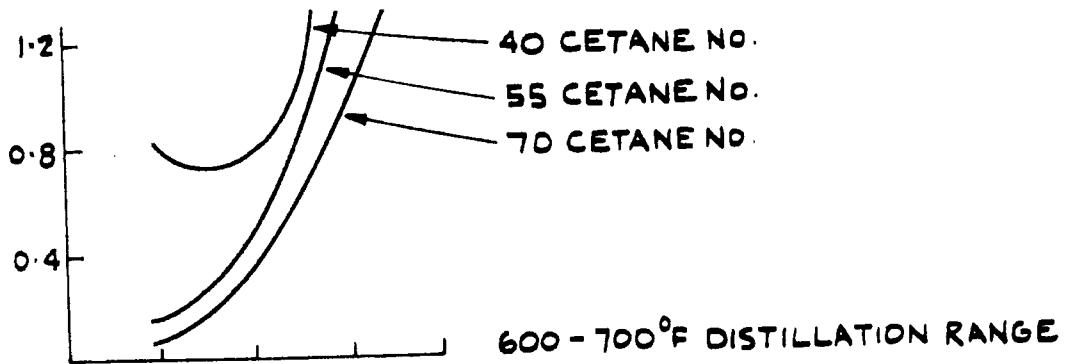 1.2
40 CETANE NO.
55 CETANE NO.
0.8
70 CETANE NO.
0.4
600-700°F DISTILLATION RANGE